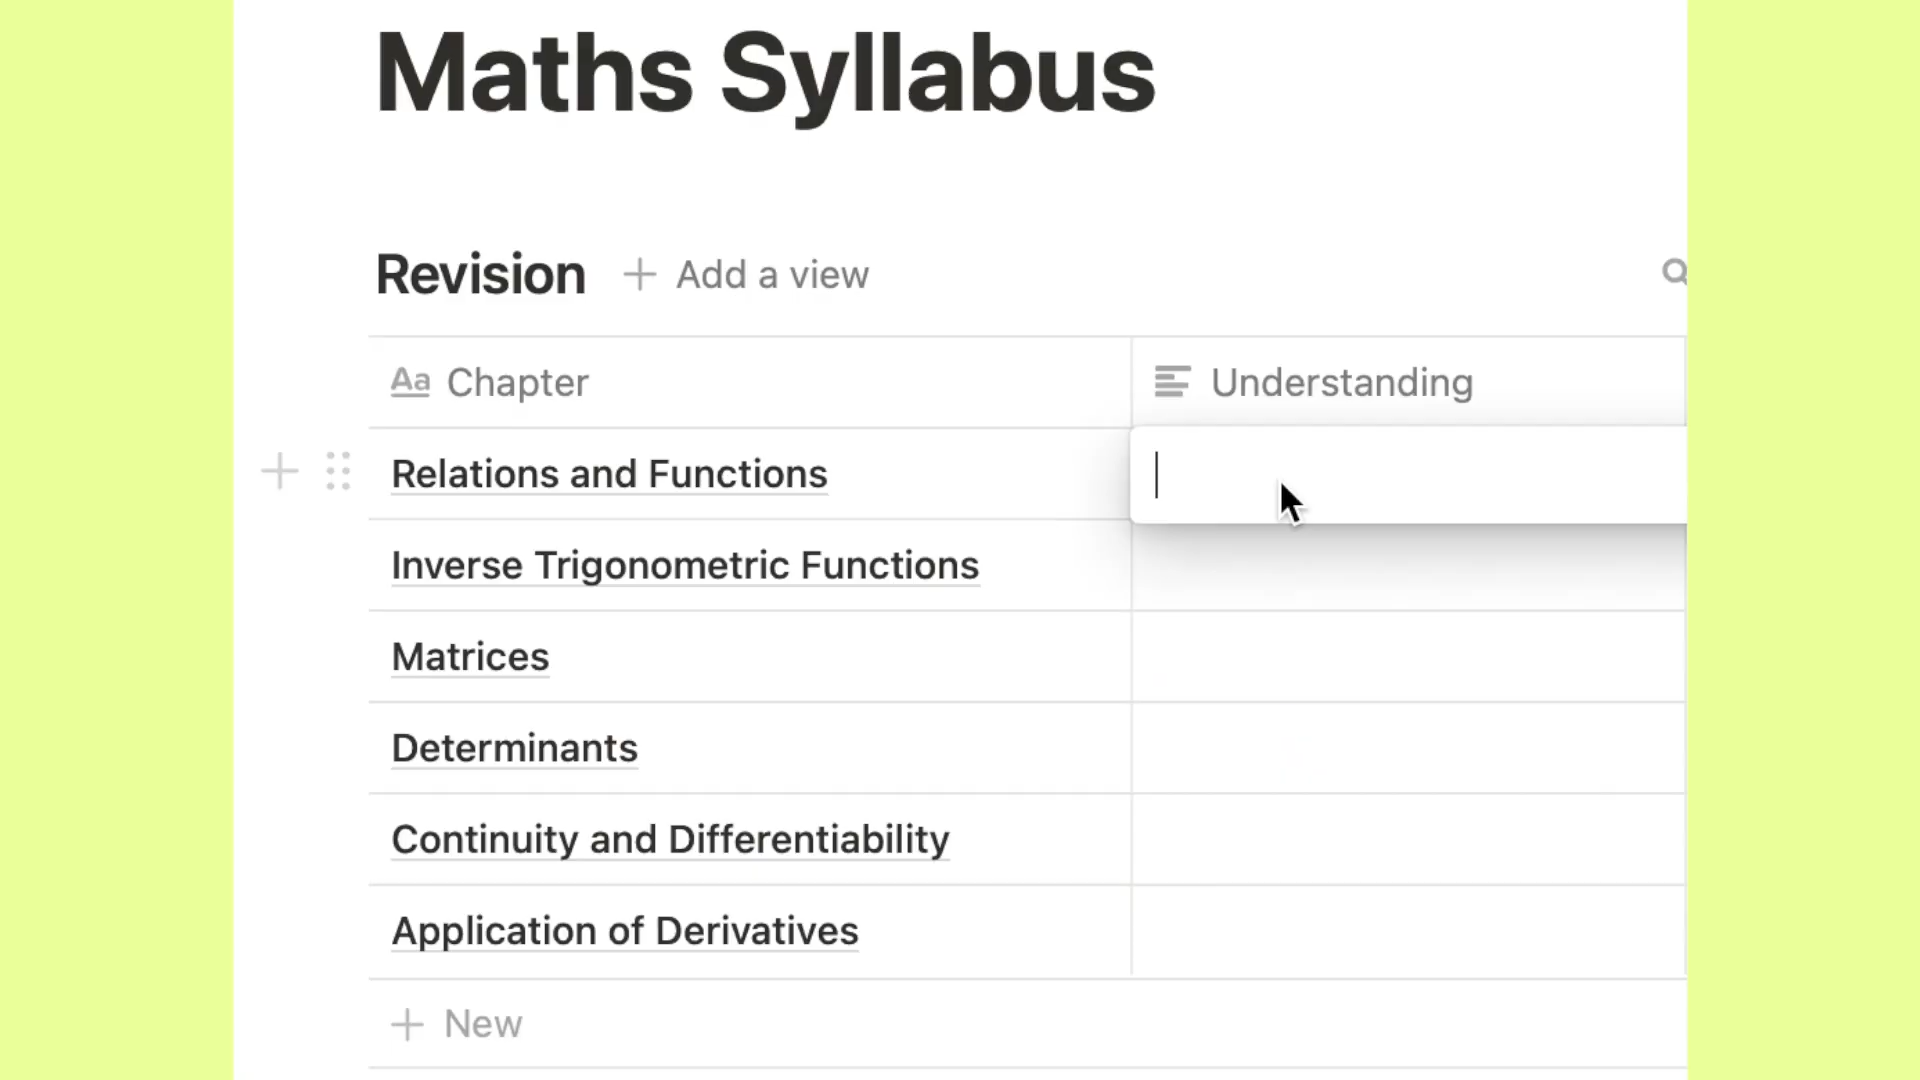 Maths Syllabus
Revision + Add a view
Aa Chapter Understanding
Relations and Functions
Inverse Trigonometric Functions
Matrices
Determinants
Continuity and Differentiability
Application of Derivatives
+ New